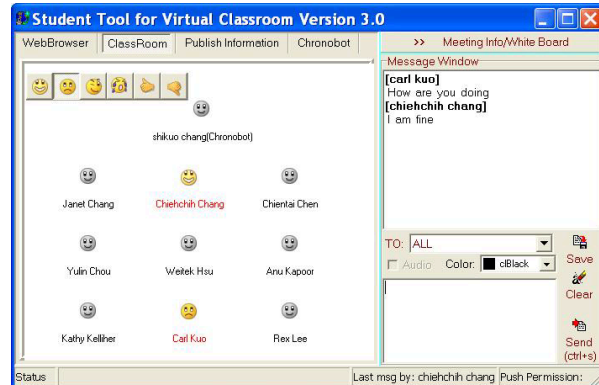 Student Tool for Virtual Classroom Version 3.0
WebBrowser ClassRoom Publish Information Chronobot
>> Meeting Info/White Board
shikuo chang(Chronobot)
Janet Chang Chiehchih Chang Chientai Chen
Yulin Chou Weitek Hsu Anu Kapoor
Kathy Kelliher Carl Kuo Rex Lee
Message Window
[carl kuo]
How are you doing
[chiehchih chang]
I am fine
TO: ALL
Audio Color: clBlack
Save
Clear
Send
(ctrl+s)
Status Last msg by: chiehchih chang Push Permission: